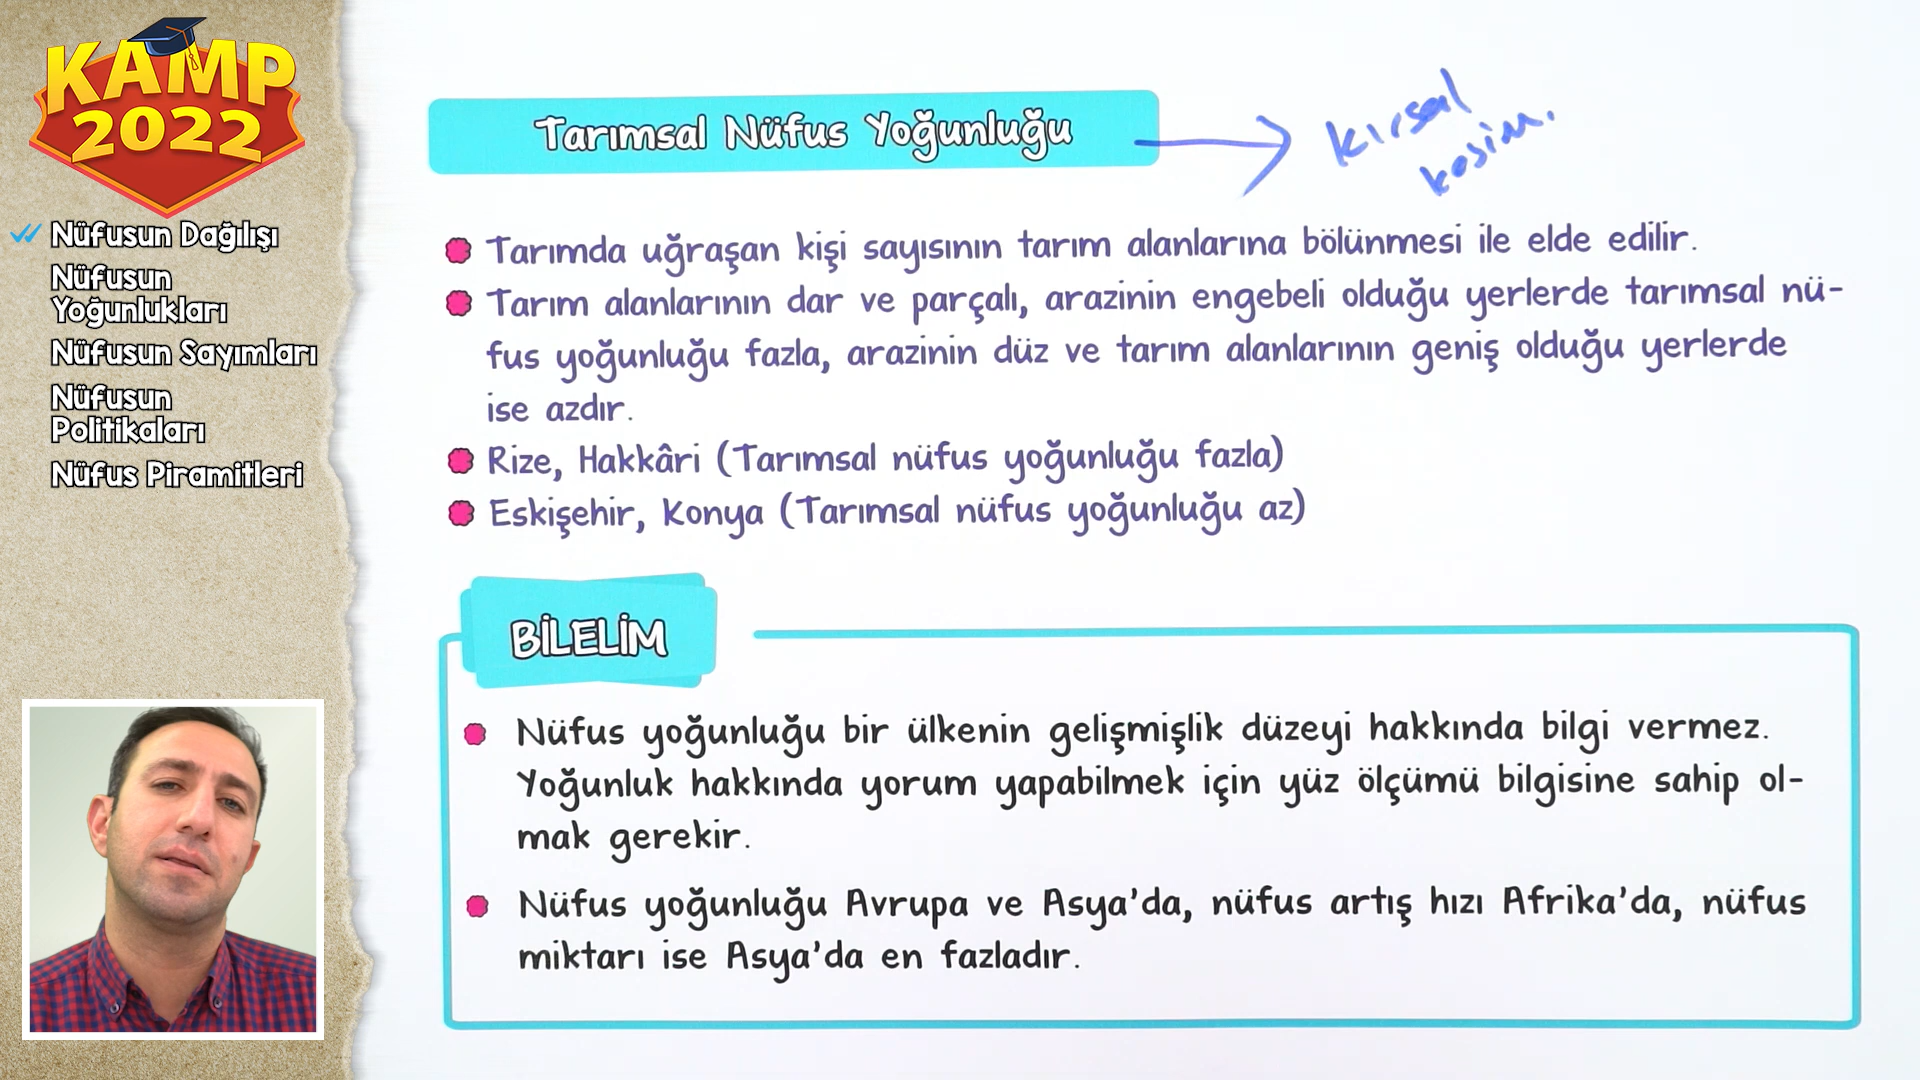 KAMP
2022
Nüfusun Dağılışı
Nüfusun
Yoğunlukları
Nüfusun Sayımları
Nüfusun
Politikaları
Nüfus Piramitleri
Tarımsal Nüfus Yoğunluğu
kırsal
kesim.
Tarımda uğraşan kişi sayısının tarım alanlarına bölünmesi ile elde edilir.
Tarım alanlarının dar ve parçalı, arazinin engebeli olduğu yerlerde tarımsal nü-
fus yoğunluğu fazla, arazinin düz ve tarım alanlarının geniş olduğu yerlerde
ise azdır.
Rize, Hakkâri (Tarımsal nüfus yoğunluğu fazla)
Eskişehir, Konya (Tarımsal nüfus yoğunluğu az)
BİLELİM
Nüfus yoğunluğu bir ülkenin gelişmişlik düzeyi hakkında bilgi vermez.
Yoğunluk hakkında yorum yapabilmek için yüz ölçümü bilgisine sahip ol-
mak gerekir.
Nüfus yoğunluğu Avrupa ve Asya'da, nüfus artış hızı Afrika'da, nüfus
miktarı ise Asya'da en fazladır.